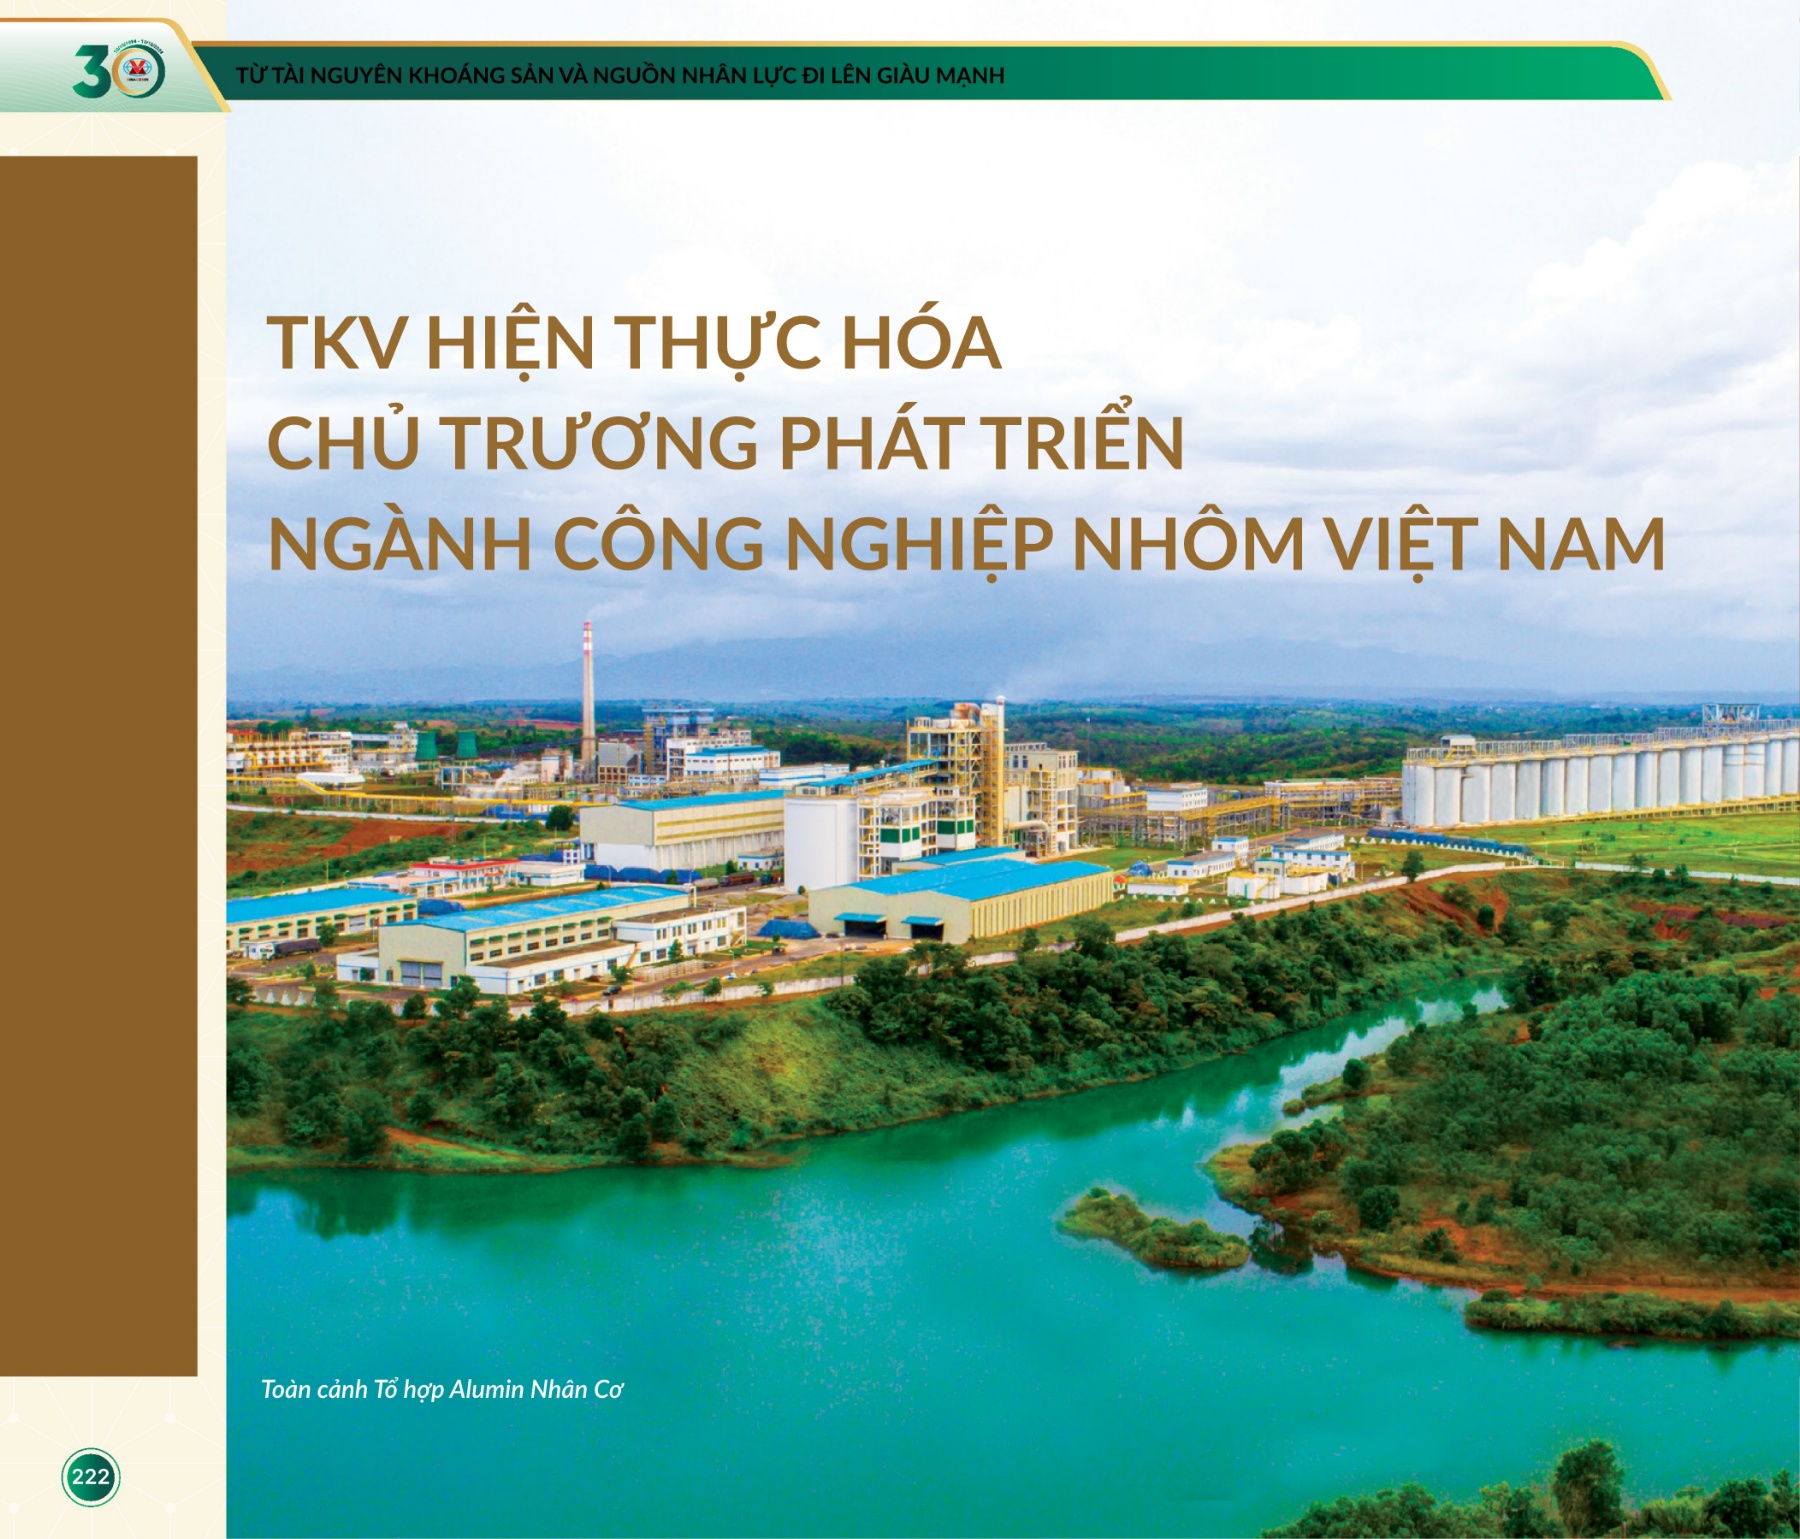 30
TỪ TÀI NGUYÊN KHOÁNG SẢN VÀ NGUỒN NHÂN LỰC ĐI LÊN GIÀU MẠNH
TKV HIỆN THỰC HÓA
CHỦ TRƯƠNG PHÁT TRIỂN
NGÀNH CÔNG NGHIỆP NHÔM VIỆT NAM
Toàn cảnh Tổ hợp Alumin Nhân Cơ
222